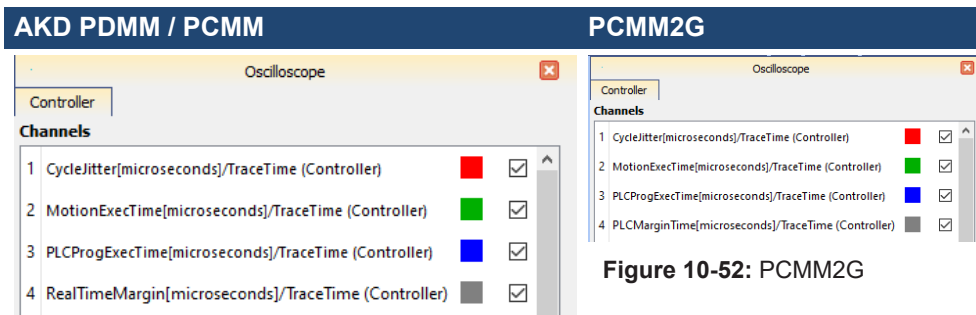 AKD PDMM / PCMM
Oscilloscope
Controller
Channels
1 CycleJitter[microseconds]/TraceTime (Controller)
2 MotionExecTime[microseconds]/TraceTime (Controller)
3 PLCProgExecTime[microseconds]/TraceTime (Controller)
4 RealTimeMargin[microseconds]/TraceTime (Controller)
PCMM2G
Oscilloscope
Controller
Channels
1 CycleJitter[microseconds]/TraceTime (Controller)
2 MotionExecTime[microseconds]/TraceTime (Controller)
3 PLCProgExecTime[microseconds]/TraceTime (Controller)
4 PLCMarginTime[microseconds]/TraceTime (Controller)
Figure 10-52: PCMM2G